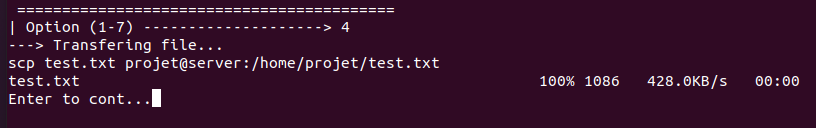 ============================================
| Option (1-7) --------------------> 4
---> Transfering file...
scp test.txt projet@server:/home/projet/test.txt
test.txt 100% 1086 428.0KB/s 00:00
Enter to cont...